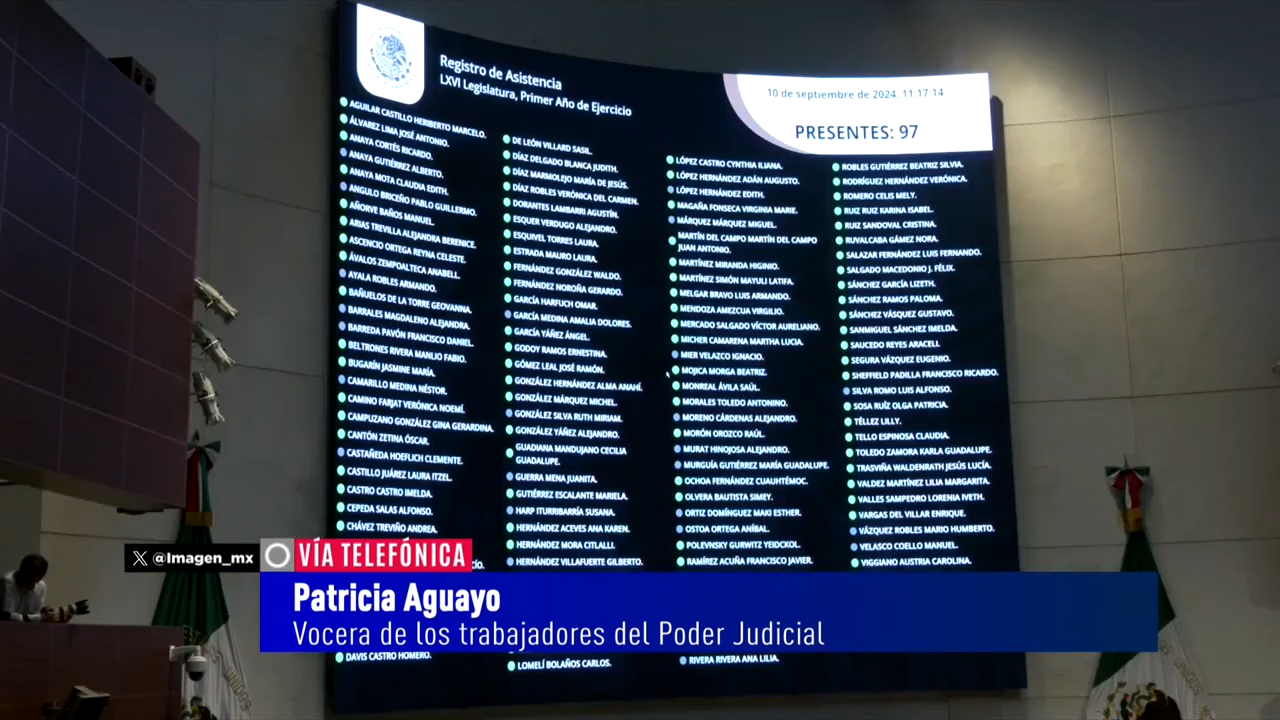 Registro de Asistencia
LXVI Legislatura, Primer Año de Ejercicio
10 de septiembre de 2024, 11:17:14
PRESENTES: 97
AGUILAR CASTILLO HERIBERTO MARCELO.
ÁLVAREZ LIMA JOSÉ ANTONIO.
ANAYA CORTÉS RICARDO.
ANAYA GUTIÉRREZ ALBERTO.
ANAYA MOTA CLAUDIA EDITH.
ANGULO BRICEÑO PABLO GUILLERMO.
AÑORVE BAÑOS MANUEL.
ARIAS TREVILLA ALEJANDRA BERENICE.
ASCENCIO ORTEGA REYNA CELESTE.
ÁVALOS ZEMPOALTECA ANABELL.
AYALA ROBLES ARMANDO.
BAÑUELOS DE LA TORRE GEOVANNA.
BARRALES MAGDALENO ALEJANDRA.
BARREDA PAVÓN FRANCISCO DANIEL.
BELTRONES RIVERA MANLIO FABIO.
BUGARÍN JASMINE MARÍA.
CAMARILLO MEDINA NÉSTOR.
CAMINO FARJAT VERÓNICA NOEMÍ.
CAMPUZANO GONZÁLEZ GINA GERARDINA.
CANTÓN ZETINA ÓSCAR.
CASTAÑEDA HOEFLICH CLEMENTE.
CASTILLO JUÁREZ LAURA ITZEL.
CASTRO CASTRO IMELDA.
CEPEDA SALAS ALFONSO.
CHÁVEZ TREVIÑO ANDREA.
DAVIS CASTRO HOMERO.
DE LEÓN VILLARD SASIL.
DÍAZ DELGADO BLANCA JUDITH.
DÍAZ MARMOLEJO MARÍA DE JESÚS.
DÍAZ ROBLES VERÓNICA DEL CARMEN.
DORANTES LAMBARRI AGUSTÍN.
ESQUER VERDUGO ALEJANDRO.
ESQUIVEL TORRES LAURA.
ESTRADA MAURO LAURA.
FERNÁNDEZ GONZÁLEZ WALDO.
FERNÁNDEZ NOROÑA GERARDO.
GARCÍA HARFUCH OMAR.
GARCÍA MEDINA AMALIA DOLORES.
GARCÍA YÁÑEZ ÁNGEL.
GODOY RAMOS ERNESTINA.
GÓMEZ LEAL JOSÉ RAMÓN.
GONZÁLEZ HERNÁNDEZ ALMA ANAHÍ.
GONZÁLEZ MÁRQUEZ MICHEL.
GONZÁLEZ SILVA RUTH MIRIAM.
GONZÁLEZ YÁÑEZ ALEJANDRO.
GUADIANA MANDUJANO CECILIA
GUADALUPE.
GUERRA MENA JUANITA.
GUTIÉRREZ ESCALANTE MARIELA.
HARP ITURRIBARRÍA SUSANA.
HERNÁNDEZ ACEVES ANA KAREN.
HERNÁNDEZ MORA CITLALLI.
HERNÁNDEZ VILLAFUERTE GILBERTO.
LOMELÍ BOLAÑOS CARLOS.
LÓPEZ CASTRO CYNTHIA ILIANA.
LÓPEZ HERNÁNDEZ ADÁN AUGUSTO.
LÓPEZ HERNÁNDEZ EDITH.
MAGAÑA FONSECA VIRGINIA MARIE.
MÁRQUEZ MÁRQUEZ MIGUEL.
MARTÍN DEL CAMPO MARTÍN DEL CAMPO
JUAN ANTONIO.
MARTÍNEZ MIRANDA HIGINIO.
MARTÍNEZ SIMÓN MAYULI LATIFA.
MELGAR BRAVO LUIS ARMANDO.
MENDOZA AMEZCUA VIRGILIO.
MERCADO SALGADO VÍCTOR AURELIANO.
MICHER CAMARENA MARTHA LUCIA.
MIER VELAZCO IGNACIO.
MOJICA MORGA BEATRIZ.
MONREAL ÁVILA SAÚL.
MORALES TOLEDO ANTONINO.
MORENO CÁRDENAS ALEJANDRO.
MORÓN OROZCO RAÚL.
MURAT HINOJOSA ALEJANDRO.
MURGUÍA GUTIÉRREZ MARÍA GUADALUPE.
OCHOA FERNÁNDEZ CUAUHTÉMOC.
OLVERA BAUTISTA SIMEY.
ORTIZ DOMÍNGUEZ MAKI ESTHER.
OSTOA ORTEGA ANÍBAL.
POLEVNSKY GURWITZ YEIDCKOL.
RAMÍREZ ACUÑA FRANCISCO JAVIER.
RIVERA RIVERA ANA LILIA.
ROBLES GUTIÉRREZ BEATRIZ SILVIA.
RODRÍGUEZ HERNÁNDEZ VERÓNICA.
ROMERO CELIS MELY.
RUIZ RUIZ KARINA ISABEL.
RUIZ SANDOVAL CRISTINA.
RUVALCABA GÁMEZ NORA.
SALAZAR FERNÁNDEZ LUIS FERNANDO.
SALGADO MACEDONIO J. FÉLIX.
SÁNCHEZ GARCÍA LIZETH.
SÁNCHEZ RAMOS PALOMA.
SÁNCHEZ VÁSQUEZ GUSTAVO.
SANMIGUEL SÁNCHEZ IMELDA.
SAUCEDO REYES ARACELI.
SEGURA VÁZQUEZ EUGENIO.
SHEFFIELD PADILLA FRANCISCO RICARDO.
SILVA ROMO LUIS ALFONSO.
SOSA RUÍZ OLGA PATRICIA.
TÉLLEZ LILLY.
TELLO ESPINOSA CLAUDIA.
TOLEDO ZAMORA KARLA GUADALUPE.
TRASVIÑA WALDENRATH JESÚS LUCÍA.
VALDEZ MARTÍNEZ LILIA MARGARITA.
VALLES SAMPEDRO LORENIA IVETH.
VARGAS DEL VILLAR ENRIQUE.
VÁZQUEZ ROBLES MARIO HUMBERTO.
VELASCO COELLO MANUEL.
VIGGIANO AUSTRIA CAROLINA.
X @Imagen_mx
VÍA TELEFÓNICA
Patricia Aguayo
Vocera de los trabajadores del Poder Judicial